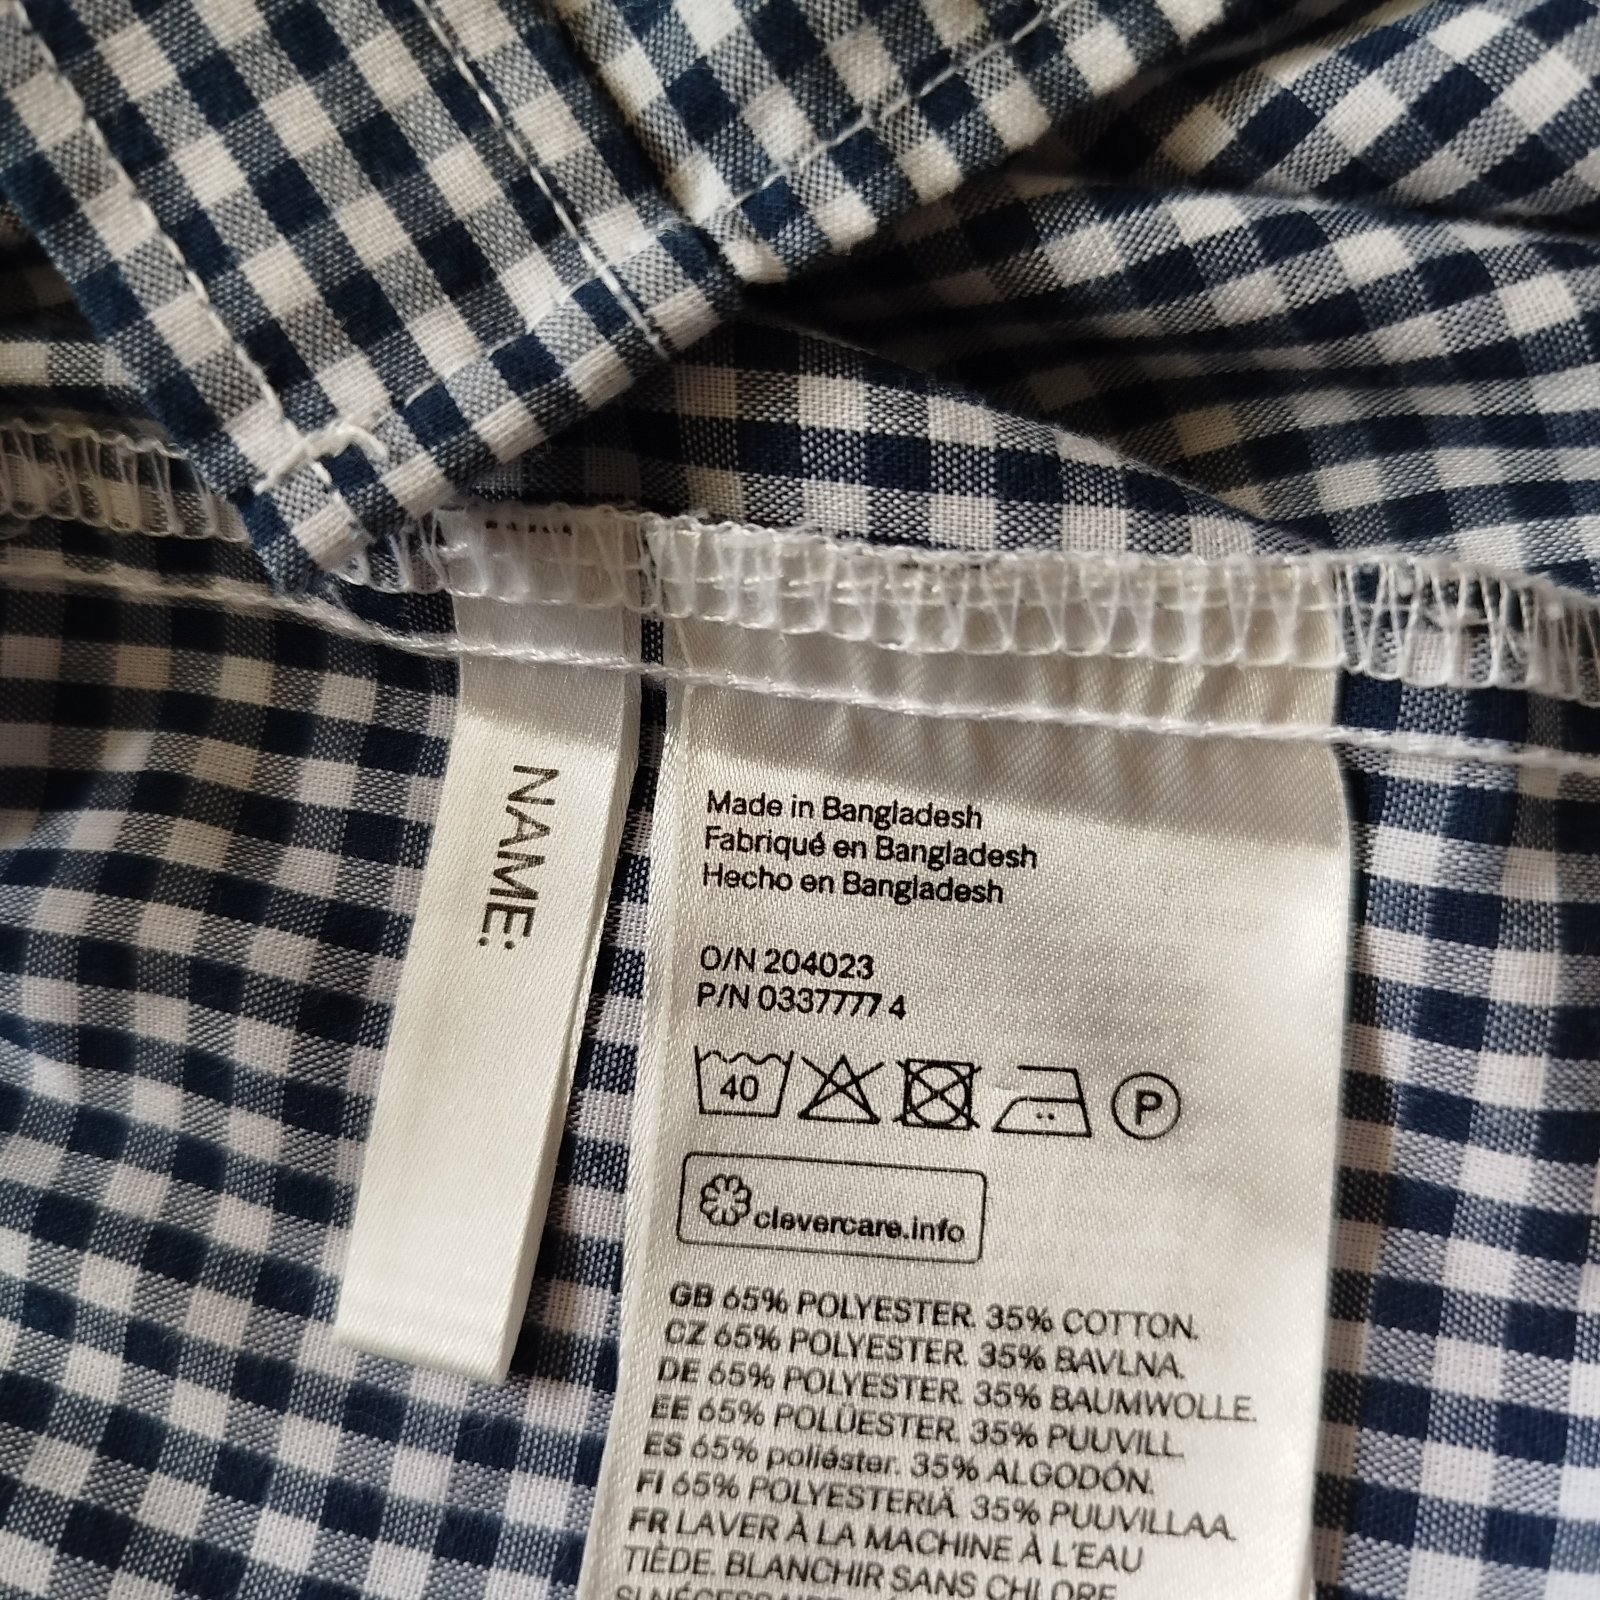 NAME:
Made in Bangladesh
Fabriqué en Bangladesh
Hecho en Bangladesh
O/N 204023
P/N 0337777 4
40
P
clevercare.info
GB 65% POLYESTER. 35% COTTON.
CZ 65% POLYESTER. 35% BAVLNA.
DE 65% POLYESTER. 35% BAUMWOLLE.
EE 65% POLÜESTER. 35% PUUVILL.
ES 65% poliéster. 35% ALGODÓN.
FI 65% POLYESTERIÄ. 35% PUUVILLAA.
FR LAVER À LA MACHINE À L'EAU
TIÈDE. BLANCHIR SANS CHLORE
SI NÉCESSAIRE